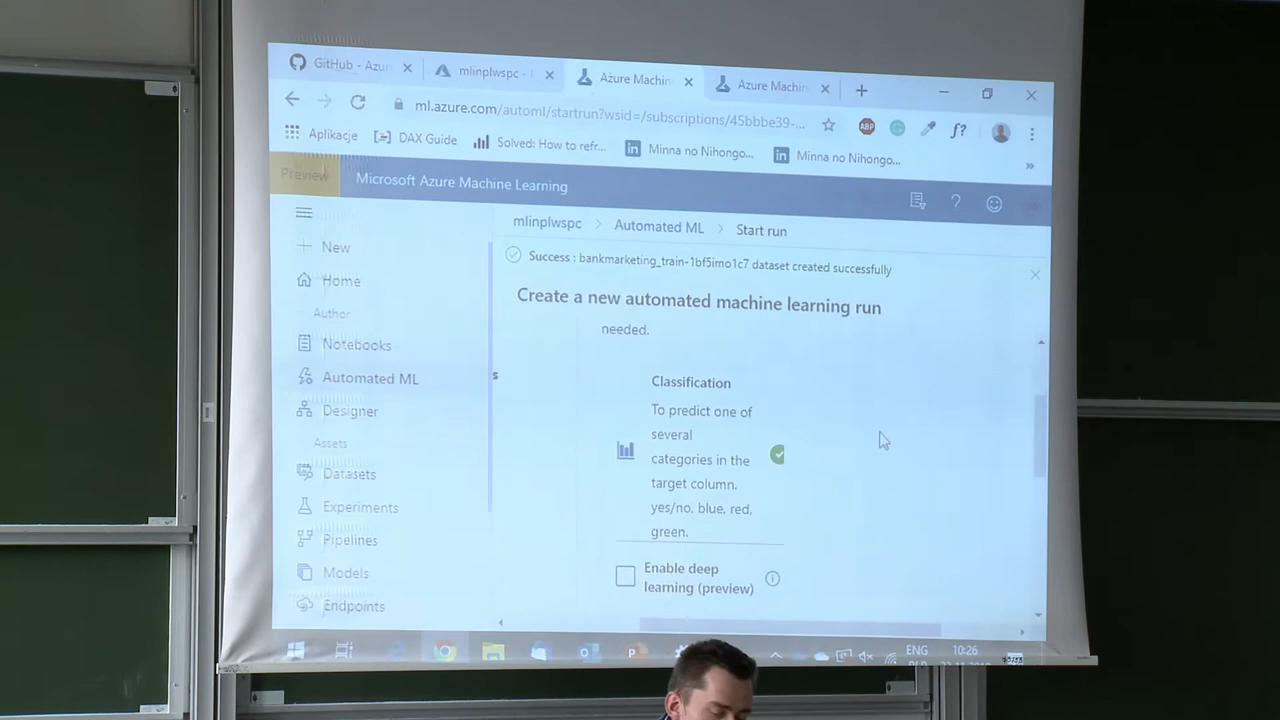 GitHub - Azur
mlinplwspc -
Azure Machin
Azure Machin
ml.azure.com/automl/startrun?wsid=/subscriptions/45bbbe39-...
ABP
f?
Aplikacje
DAX Guide
Solved: How to refr...
Minna no Nihongo...
Minna no Nihongo...
»
Preview
Microsoft Azure Machine Learning
?
mlinplwspc > Automated ML > Start run
Success : bankmarketing_train-1bf5imo1c7 dataset created successfully
Create a new automated machine learning run
needed.
New
Home
Author
Notebooks
Automated ML
Designer
Assets
Datasets
Experiments
Pipelines
Models
Endpoints
s
Classification
To predict one of
several
categories in the
target column.
yes/no, blue, red,
green.
Enable deep
learning (preview)
ENG
10:26